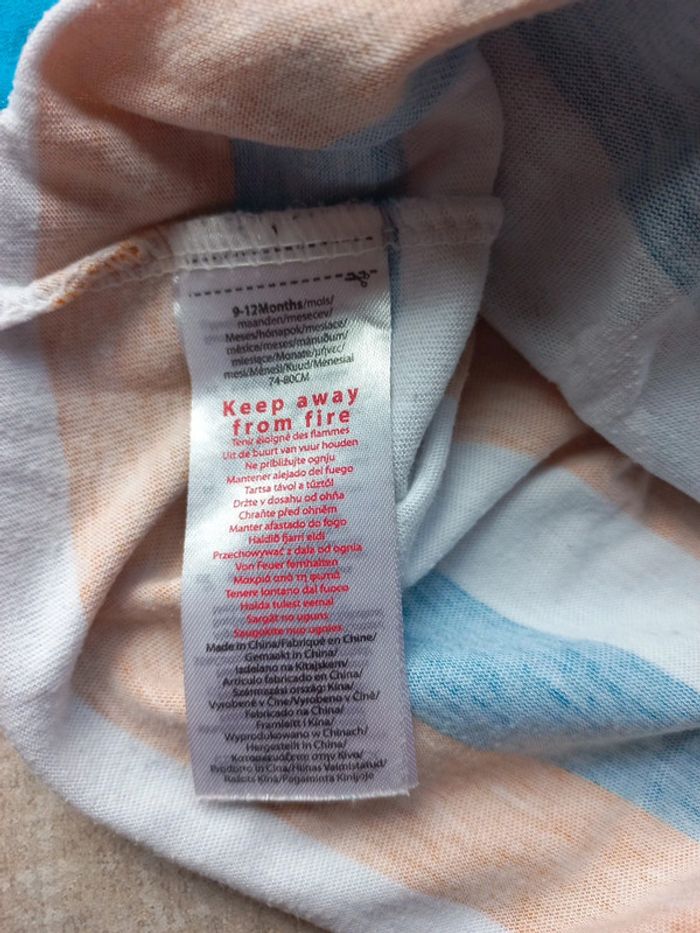 9-12Months/mois/
maanden/mesecev/
Meses/hónapok/mesiace/
měsíce/meses/mánuðum/
miesiące/Monate/μήνες/
mesi/Mēneši/Kuud/Mėnesiai
74-80CM
Keep away
from fire
Tenir éloigné des flammes
Uit de buurt van vuur houden
Ne približujte ognju
Mantener alejado del fuego
Tartsa távol a tűztől
Držte v dosahu od ohňa
Chraňte před ohněm
Manter afastado do fogo
Haldið fjarri eldi
Przechowywać z dala od ognia
Von Feuer fernhalten
Μακριά από τη φωτιά
Tenere lontano dal fuoco
Hoida tulest eemal
Sargāt no uguns
Saugokite nuo ugnies
Made in China/Fabriqué en Chine/
Gemaakt in China/
Izdelano na Kitajskem/
Artículo fabricado en China/
Származási ország: Kína/
Vyrobené v Číne/Vyrobeno v Číně/
Fabricado na China/
Framleitt í Kína/
Wyprodukowano w Chinach/
Hergestellt in China/
Κατασκευάζεται στην Κίνα/
Prodotto in Cina/Hiinas Valmistatud/
Ražots Ķīnā/Pagaminta Kinijoje